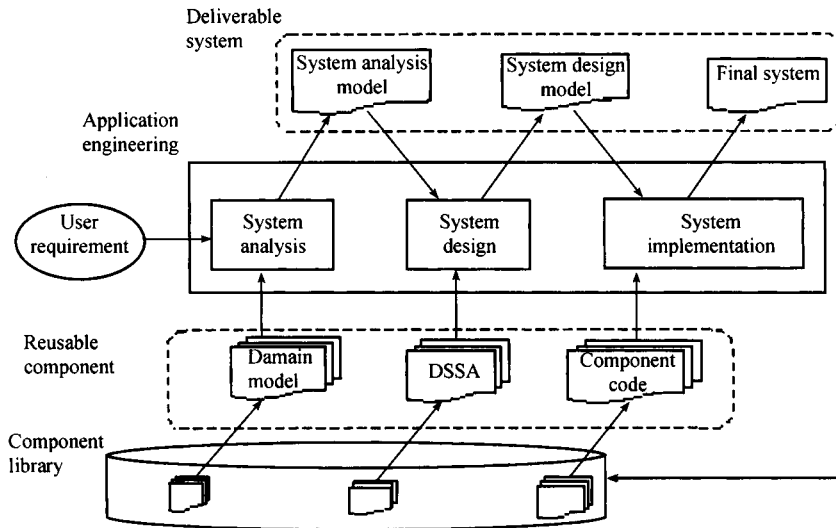 Deliverable
system
System analysis
model
System design
model
Final system
Application
engineering
User
requirement
System
analysis
System
design
System
implementation
Reusable
component
Damain
model
DSSA
Component
code
Component
library